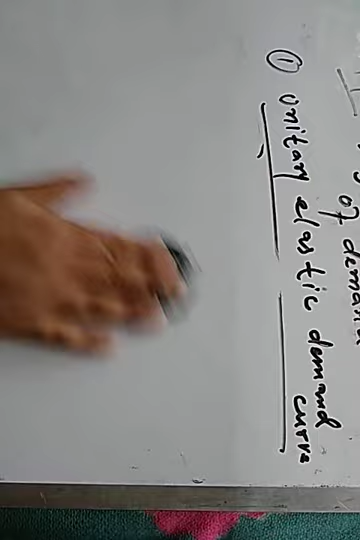 of demand
① unitary elastic demand curve